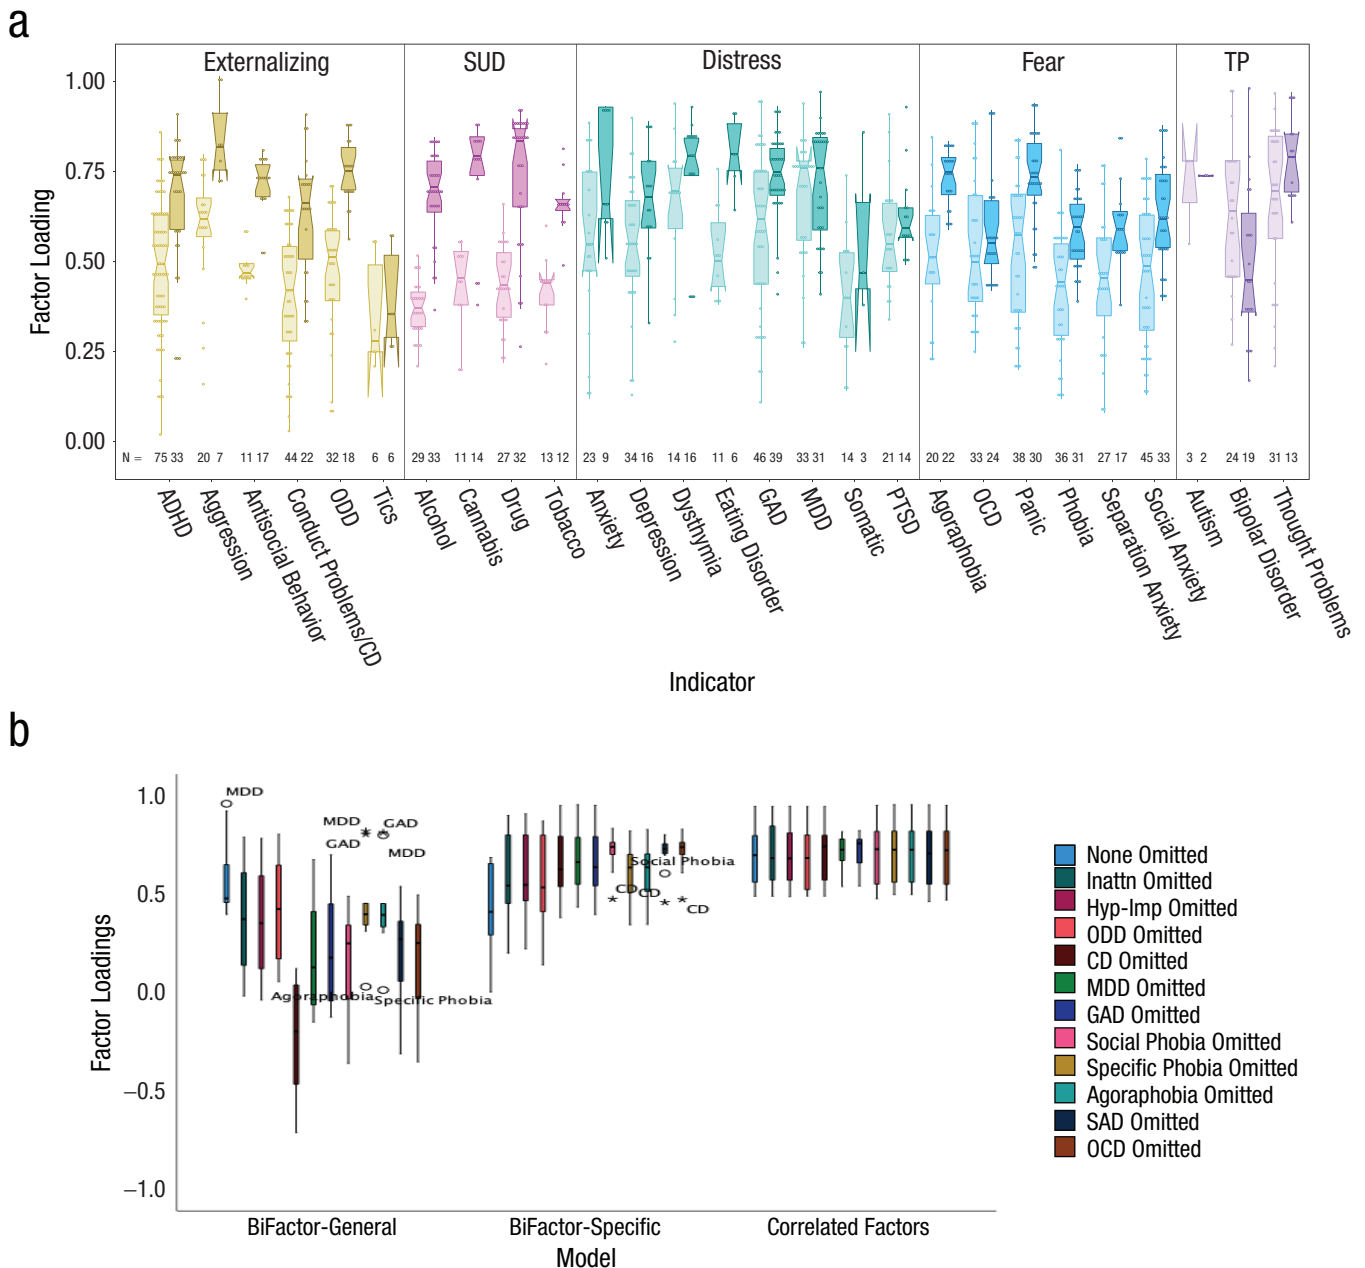 a
Externalizing SUD Distress Fear TP
1.00
0.75
0.50
0.25
0.00
Factor Loading
N = 75 33 20 7 11 17 44 22 32 18 6 6 29 33 11 14 27 32 13 12 23 9 34 16 14 16 11 6 46 39 33 31 14 3 21 14 20 22 33 24 38 30 36 31 27 17 45 33 3 2 24 19 31 13
ADHD
Aggression
Antisocial Behavior
Conduct Problems/CD
ODD
Tics
Alcohol
Cannabis
Drug
Tobacco
Anxiety
Depression
Dysthymia
Eating Disorder
GAD
MDD
Somatic
PTSD
Agoraphobia
OCD
Panic
Phobia
Separation Anxiety
Social Anxiety
Autism
Bipolar Disorder
Thought Problems
Indicator
b
1.0
0.5
0.0
−0.5
−1.0
Factor Loadings
MDD
MDD
GAD
GAD
MDD
Agoraphobia
Specific Phobia
Social Phobia
CD
CD
CD
BiFactor-General BiFactor-Specific Correlated Factors
Model
None Omitted
Inattn Omitted
Hyp-Imp Omitted
ODD Omitted
CD Omitted
MDD Omitted
GAD Omitted
Social Phobia Omitted
Specific Phobia Omitted
Agoraphobia Omitted
SAD Omitted
OCD Omitted